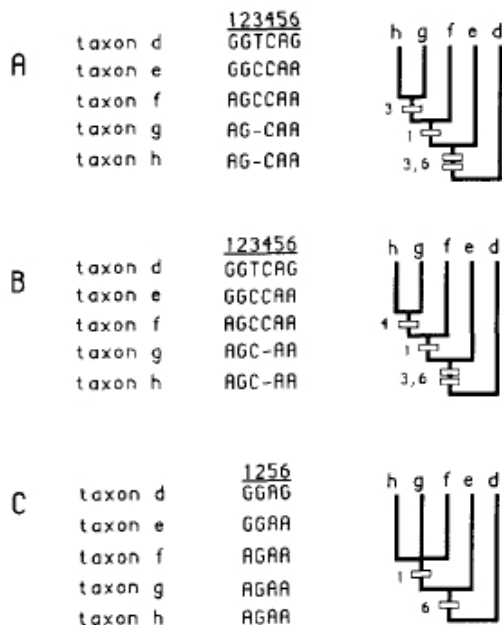 123456
A
taxon d GGTCAG
taxon e GGCCAA
taxon f AGCCAA
taxon g AG-CAA
taxon h AG-CAA
h g f e d
3
1
3,6
123456
B
taxon d GGTCAG
taxon e GGCCAA
taxon f AGCCAA
taxon g AGC-AA
taxon h AGC-AA
h g f e d
4
1
3,6
1256
C
taxon d GGAG
taxon e GGAA
taxon f AGAA
taxon g AGAA
taxon h AGAA
h g f e d
1
6